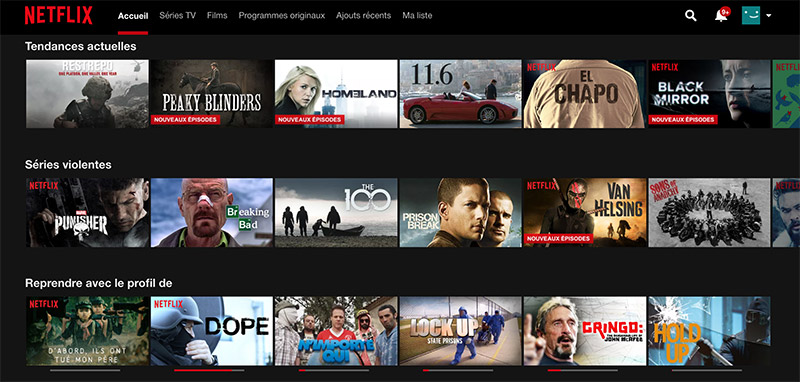 NETFLIX
Accueil Séries TV Films Programmes originaux Ajouts récents Ma liste
9+
Tendances actuelles
RESTREPO
ONE PLATOON, ONE VALLEY, ONE YEAR
PEAKY BLINDERS
NOUVEAUX ÉPISODES
HOMELAND
NOUVEAUX ÉPISODES
11.6
NETFLIX
EL
CHAPO
NETFLIX
BLACK
MIRROR
NOUVEAUX ÉPISODES
Séries violentes
NETFLIX
MARVEL
PUNISHER
Breaking
Bad
THE
100
PRISON
BREAK
NETFLIX
VAN
HELSING
NOUVEAUX ÉPISODES
SONS OF
ANARCHY
Reprendre avec le profil de
NETFLIX
D'ABORD, ILS ONT
TUÉ MON PÈRE
NETFLIX
DOPE
N'IMPORTE
QUI
LOCK UP
STATE PRISONS
GRINGO:
THE DANGEROUS LIFE OF
JOHN MCAFEE
HOLD
UP